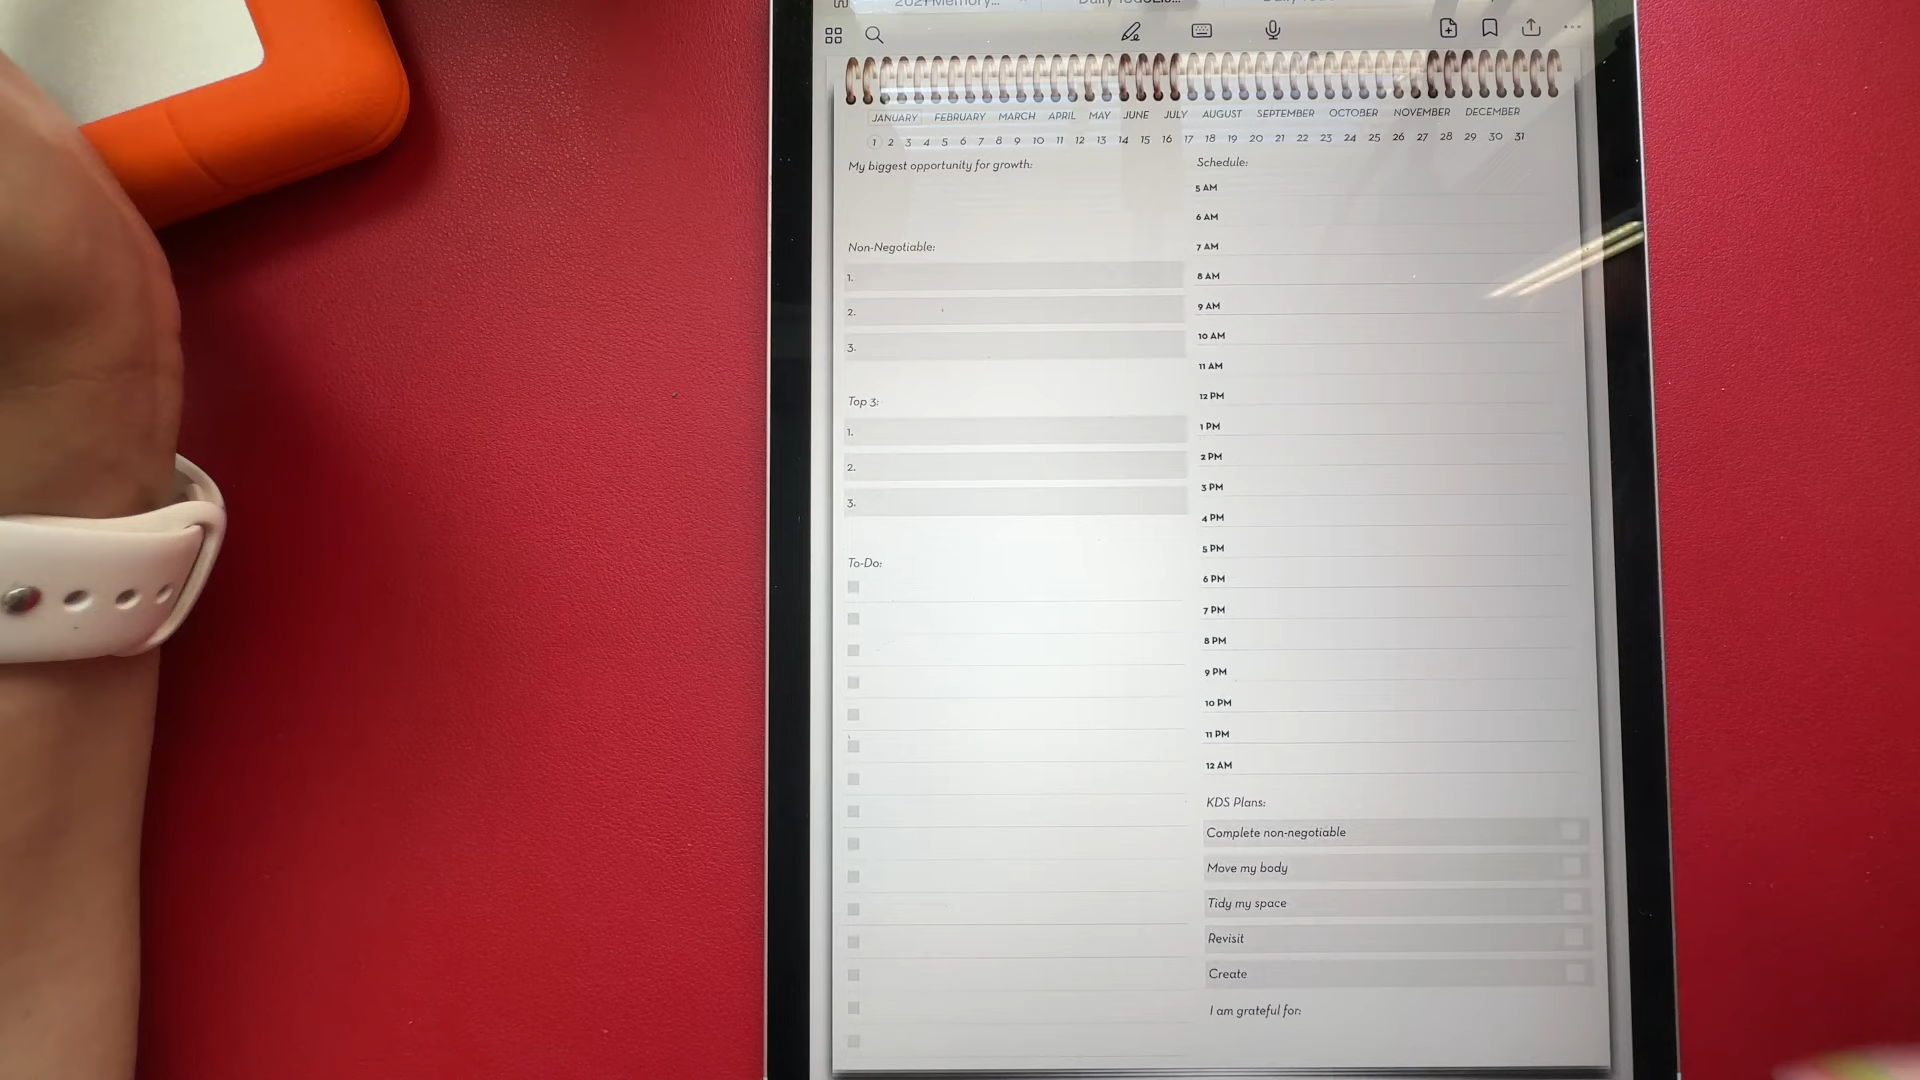 2021 Memory...
JANUARY FEBRUARY MARCH APRIL MAY JUNE JULY AUGUST SEPTEMBER OCTOBER NOVEMBER DECEMBER
1 2 3 4 5 6 7 8 9 10 11 12 13 14 15 16 17 18 19 20 21 22 23 24 25 26 27 28 29 30 31
My biggest opportunity for growth:
Non-Negotiable:
1.
2.
3.
Top 3:
1.
2.
3.
To-Do:
Schedule:
5 AM
6 AM
7 AM
8 AM
9 AM
10 AM
11 AM
12 PM
1 PM
2 PM
3 PM
4 PM
5 PM
6 PM
7 PM
8 PM
9 PM
10 PM
11 PM
12 AM
KDS Plans:
Complete non-negotiable
Move my body
Tidy my space
Revisit
Create
I am grateful for: